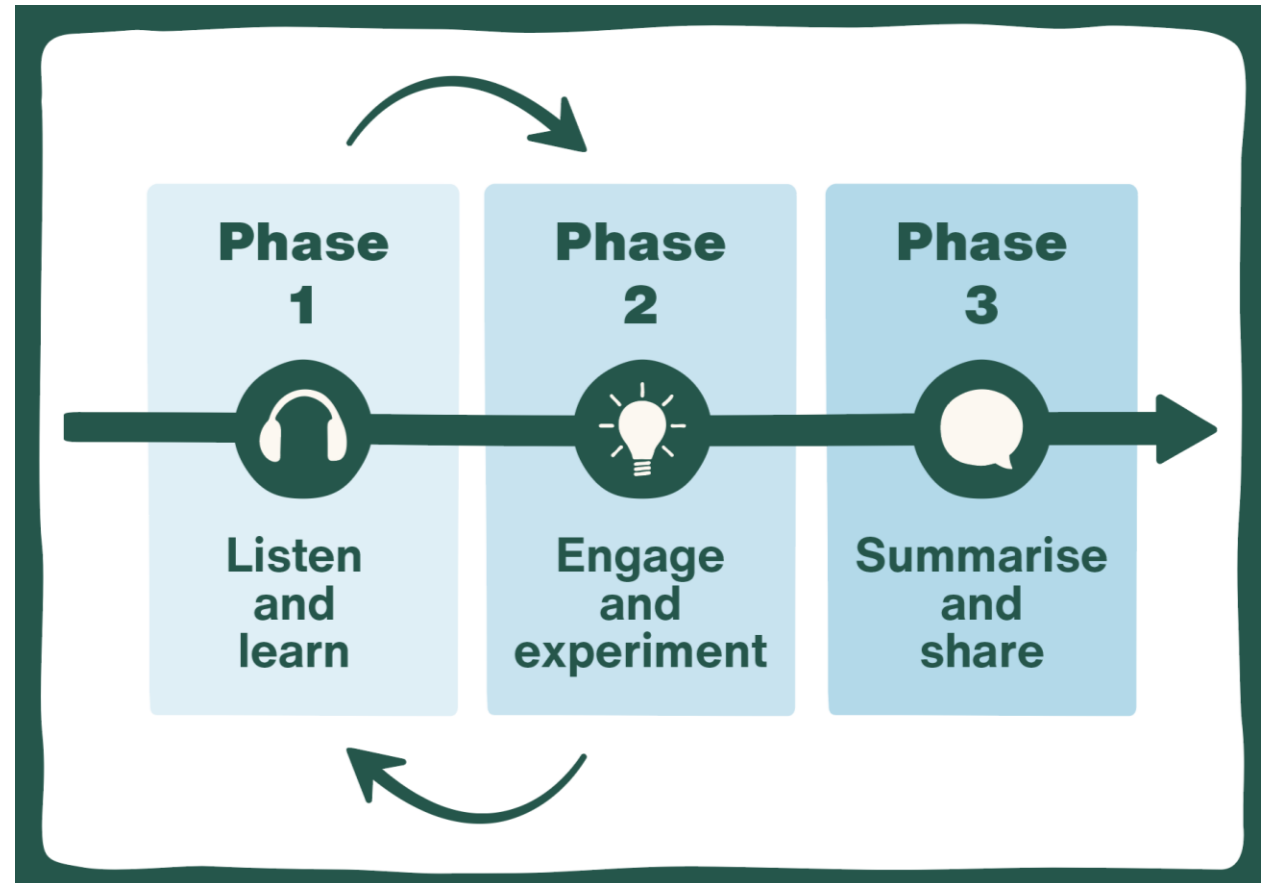 Phase
1
Listen
and
learn
Phase
2
Engage
and
experiment
Phase
3
Summarise
and
share